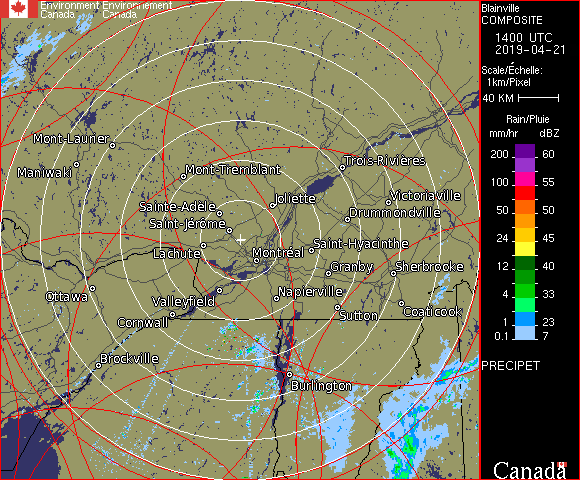 Environment Environnement
Canada Canada
Blainville
COMPOSITE
1400 UTC
2019-04-21
Scale/Échelle:
1km/Pixel
40 KM
Rain/Pluie
mm/hr dBZ
200 60
100 55
50 50
24 45
12 40
4 33
1 23
0.1 7
PRECIPET
Canada
Mont-Laurier
Maniwaki
Mont-Tremblant
Trois-Rivières
Joliette
Victoriaville
Sainte-Adèle
Drummondville
Saint-Jérôme
Lachute
Montréal
Saint-Hyacinthe
Granby
Sherbrooke
Ottawa
Valleyfield
Napierville
Cornwall
Sutton
Coaticook
Brockville
Burlington